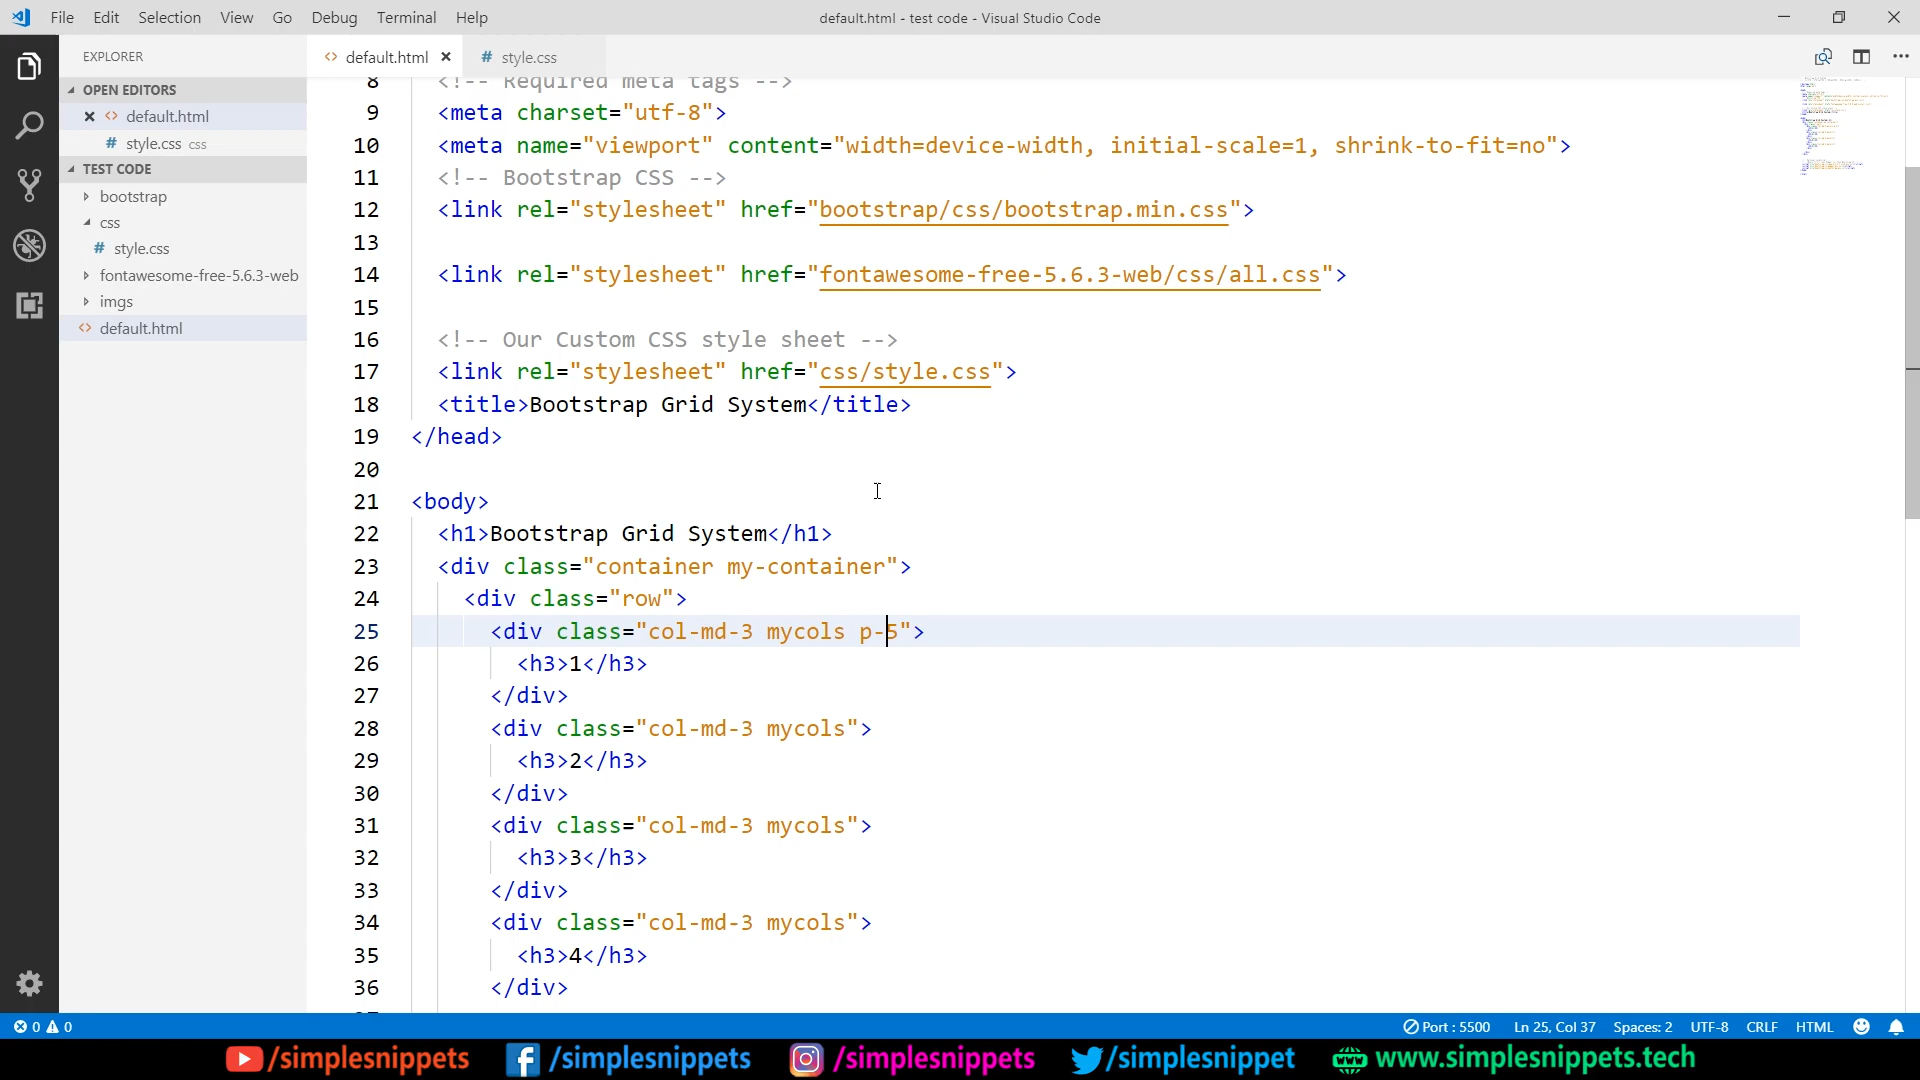 File Edit Selection View Go Debug Terminal Help
default.html - test code - Visual Studio Code
EXPLORER
default.html
# style.css
OPEN EDITORS
default.html
# style.css css
TEST CODE
bootstrap
css
# style.css
fontawesome-free-5.6.3-web
imgs
default.html
8 <!-- Required meta tags -->
9 <meta charset="utf-8">
10 <meta name="viewport" content="width=device-width, initial-scale=1, shrink-to-fit=no">
11 <!-- Bootstrap CSS -->
12 <link rel="stylesheet" href="bootstrap/css/bootstrap.min.css">
13
14 <link rel="stylesheet" href="fontawesome-free-5.6.3-web/css/all.css">
15
16 <!-- Our Custom CSS style sheet -->
17 <link rel="stylesheet" href="css/style.css">
18 <title>Bootstrap Grid System</title>
19 </head>
20
21 <body>
22 <h1>Bootstrap Grid System</h1>
23 <div class="container my-container">
24 <div class="row">
25 <div class="col-md-3 mycols p-5">
26 <h3>1</h3>
27 </div>
28 <div class="col-md-3 mycols">
29 <h3>2</h3>
30 </div>
31 <div class="col-md-3 mycols">
32 <h3>3</h3>
33 </div>
34 <div class="col-md-3 mycols">
35 <h3>4</h3>
36 </div>
0 0
Port : 5500 Ln 25, Col 37 Spaces: 2 UTF-8 CRLF HTML
/simplesnippets /simplesnippets /simplesnippets /simplesnippet www.simplesnippets.tech